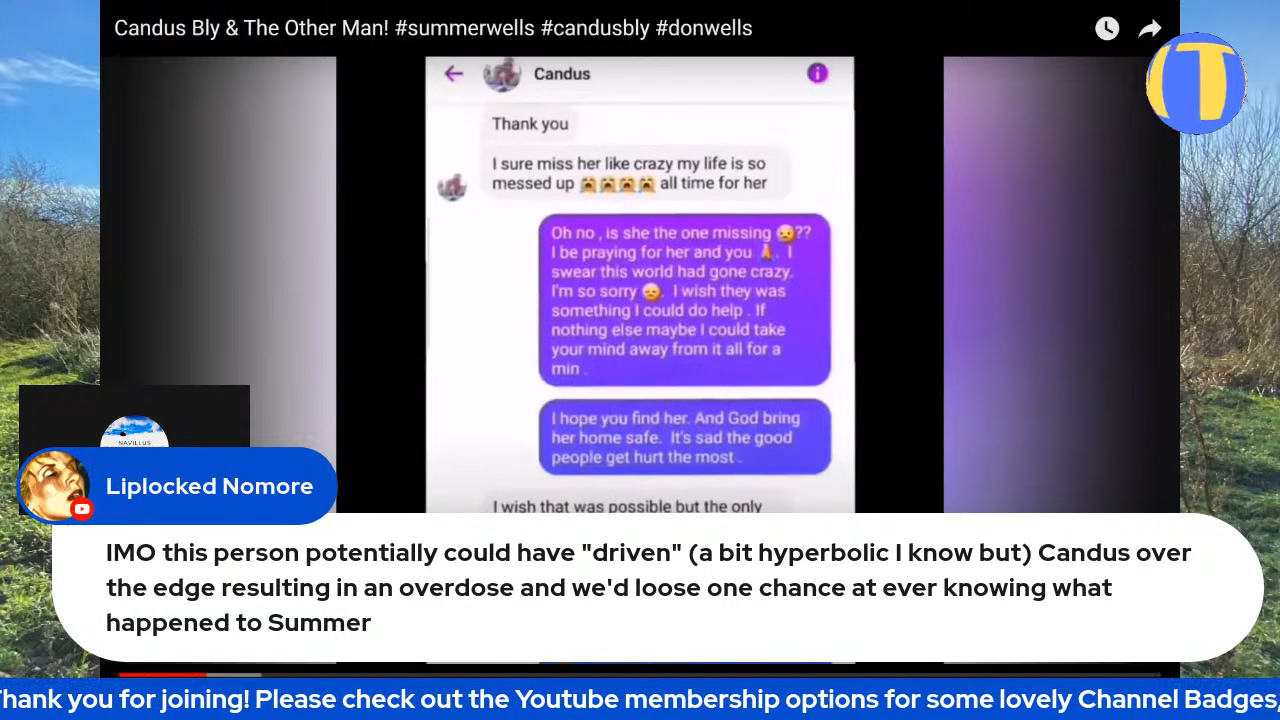 Candus Bly & The Other Man! #summerwells #candusbly #donwells
IT
Candus
Thank you
I sure miss her like crazy my life is so
messed up 😭😭😭😭 all time for her
Oh no , is she the one missing 😥??
I be praying for her and you 🙏. I
swear this world had gone crazy.
I'm so sorry 😞. I wish they was
something I could do help . If
nothing else maybe I could take
your mind away from it all for a
min .
I hope you find her. And God bring
her home safe. It's sad the good
people get hurt the most .
I wish that was possible but the only
NAVILLUS
Liplocked Nomore
IMO this person potentially could have "driven" (a bit hyperbolic I know but) Candus over
the edge resulting in an overdose and we'd loose one chance at ever knowing what
happened to Summer
Thank you for joining! Please check out the Youtube membership options for some lovely Channel Badges,